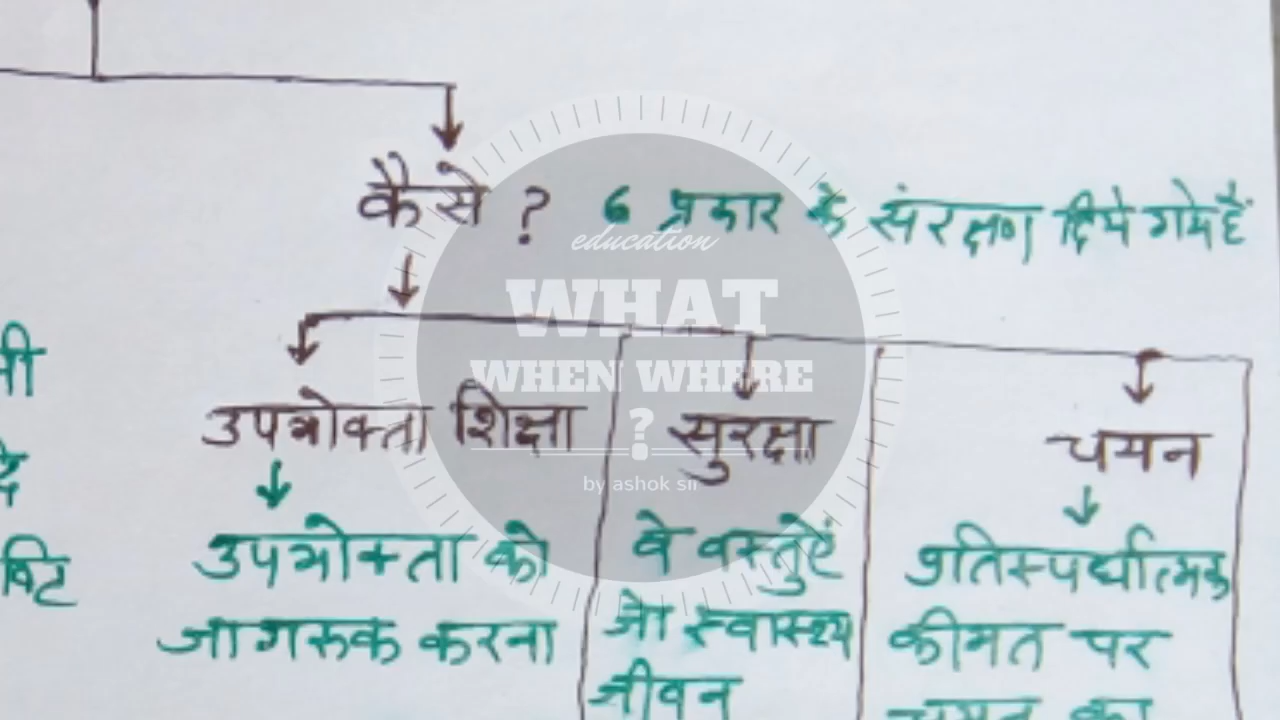 कैसे ? 6 प्रकार के संरक्षण दिये गये हैं
education
WHAT
WHEN WHERE
?
by ashok sir
उपभोक्ता शिक्षा
उपभोक्ता को
जागरूक करना
सुरक्षा
वे वस्तुऐं
जो स्वास्थ्य
जीवन
चयन
प्रतिस्पर्धात्मक
कीमत पर
चयन का